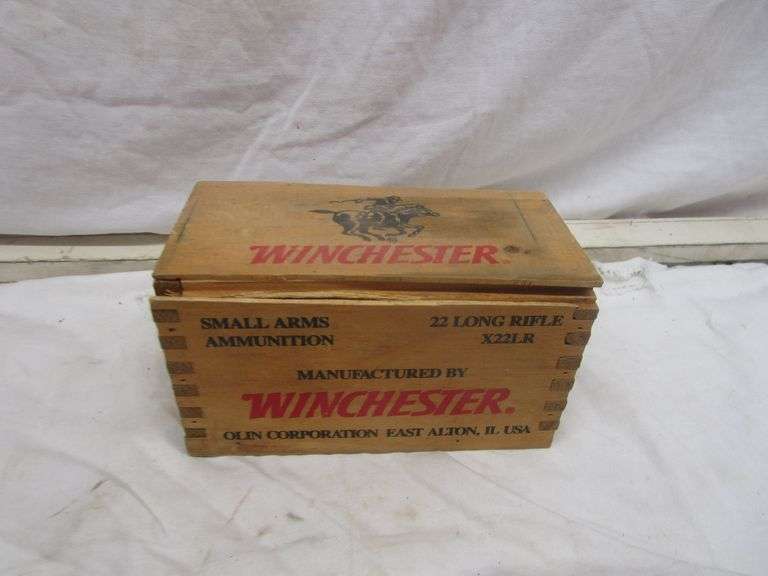 WINCHESTER®
SMALL ARMS 22 LONG RIFLE
AMMUNITION X22LR
MANUFACTURED BY
WINCHESTER®
OLIN CORPORATION EAST ALTON, IL USA